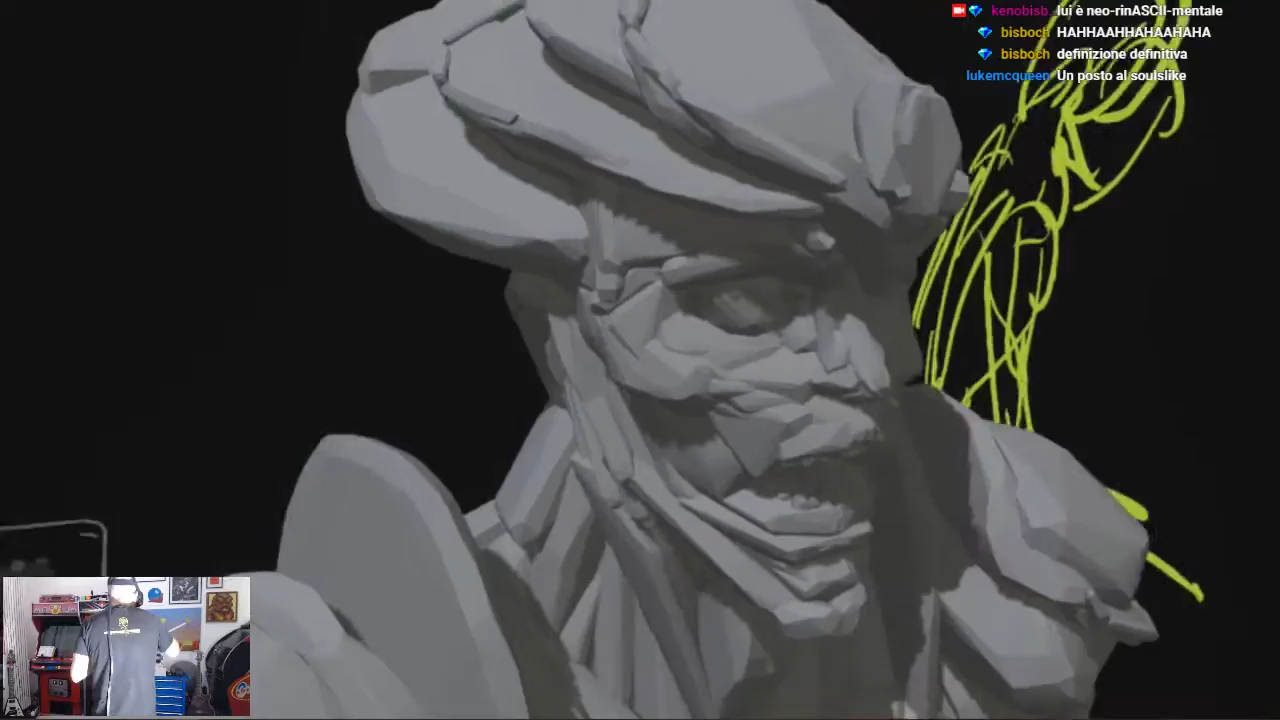 kenobisb. lui è neo-rinASCII-mentale
bisboch HAHHAAHHAHAAHAHA
bisboch definizione definitiva
lukemcqueen Un posto al soulslike